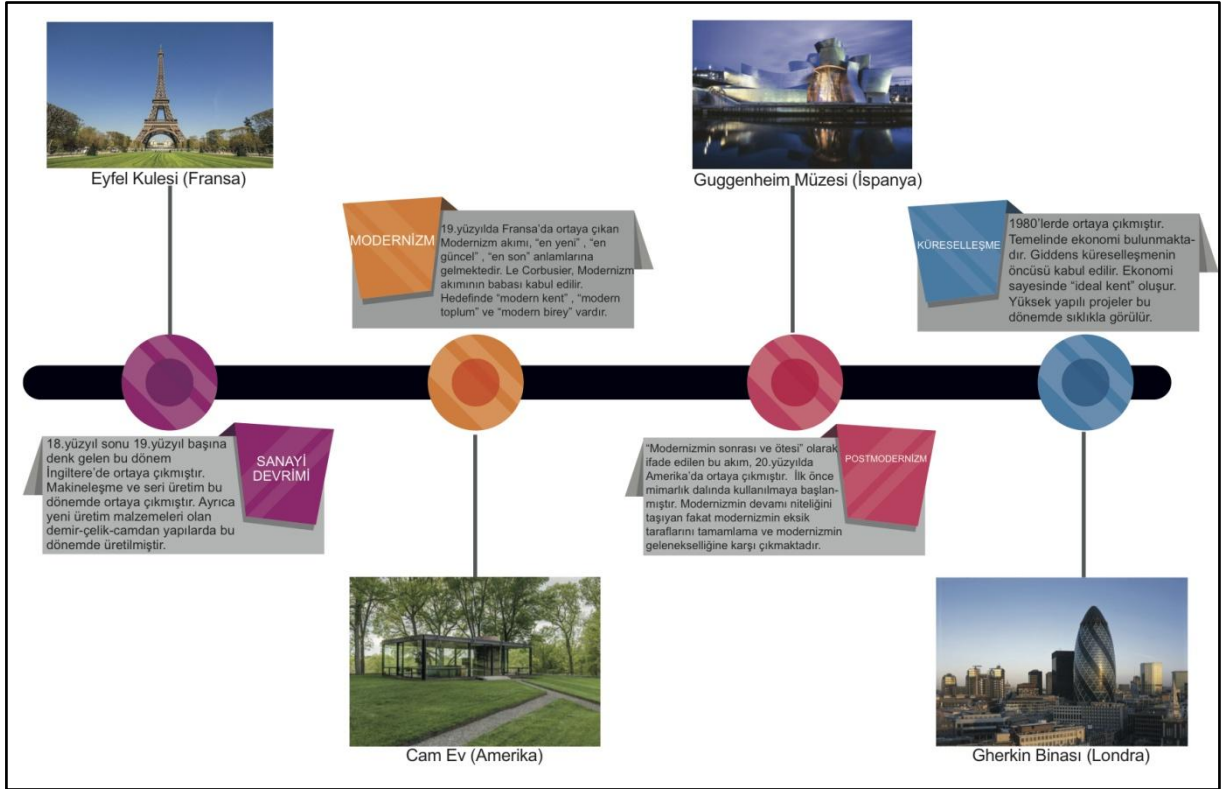 Eyfel Kulesi (Fransa)
18.yüzyıl sonu 19.yüzyıl başına
denk gelen bu dönem
İngiltere’de ortaya çıkmıştır.
Makineleşme ve seri üretim bu
dönemde ortaya çıkmıştır. Ayrıca
yeni üretim malzemeleri olan
demir-çelik-camdan yapılarda bu
dönemde üretilmiştir.
SANAYİ
DEVRİMİ
MODERNİZM
19.yüzyılda Fransa’da ortaya çıkan
Modernizm akımı, “en yeni” , “en
güncel” , “en son” anlamlarına
gelmektedir. Le Corbusier, Modernizm
akımının babası kabul edilir.
Hedefinde “modern kent” , “modern
toplum” ve “modern birey” vardır.
Cam Ev (Amerika)
Guggenheim Müzesi (İspanya)
“Modernizmin sonrası ve ötesi” olarak
ifade edilen bu akım, 20.yüzyılda
Amerika’da ortaya çıkmıştır. İlk önce
mimarlık dalında kullanılmaya başlan-
mıştır. Modernizmin devamı niteliğini
taşıyan fakat modernizmin eksik
taraflarını tamamlama ve modernizmin
gelenekselliğine karşı çıkmaktadır.
POSTMODERNİZM
KÜRESELLEŞME
1980’lerde ortaya çıkmıştır.
Temelinde ekonomi bulunmakta-
dır. Giddens küreselleşmenin
öncüsü kabul edilir. Ekonomi
sayesinde “ideal kent” oluşur.
Yüksek yapılı projeler bu
dönemde sıklıkla görülür.
Gherkin Binası (Londra)